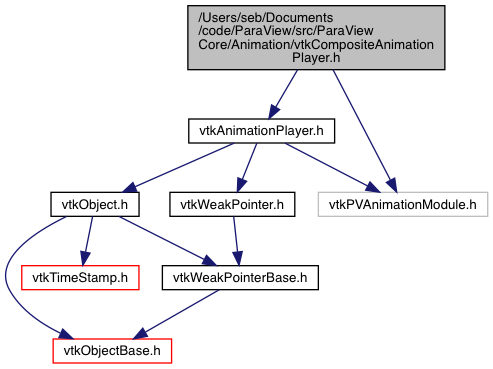 /Users/seb/Documents
/code/ParaView/src/ParaView
Core/Animation/vtkCompositeAnimation
Player.h
vtkAnimationPlayer.h
vtkObject.h
vtkWeakPointer.h
vtkPVAnimationModule.h
vtkTimeStamp.h
vtkWeakPointerBase.h
vtkObjectBase.h